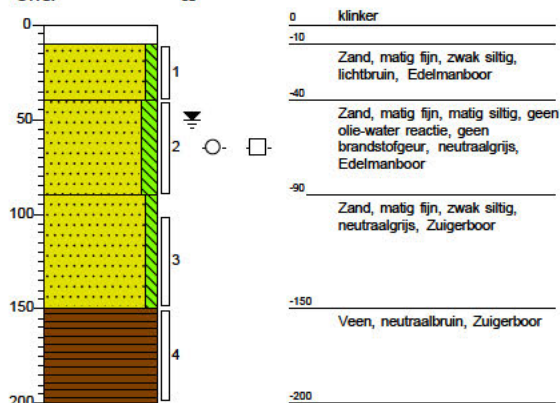 0
50
100
150
200
1
2
3
4
0 klinker
-10
Zand, matig fijn, zwak siltig,
lichtbruin, Edelmanboor
-40
Zand, matig fijn, matig siltig, geen
olie-water reactie, geen
brandstofgeur, neutraalgrijs,
Edelmanboor
-90
Zand, matig fijn, zwak siltig,
neutraalgrijs, Zuigerboor
-150
Veen, neutraalbruin, Zuigerboor
-200